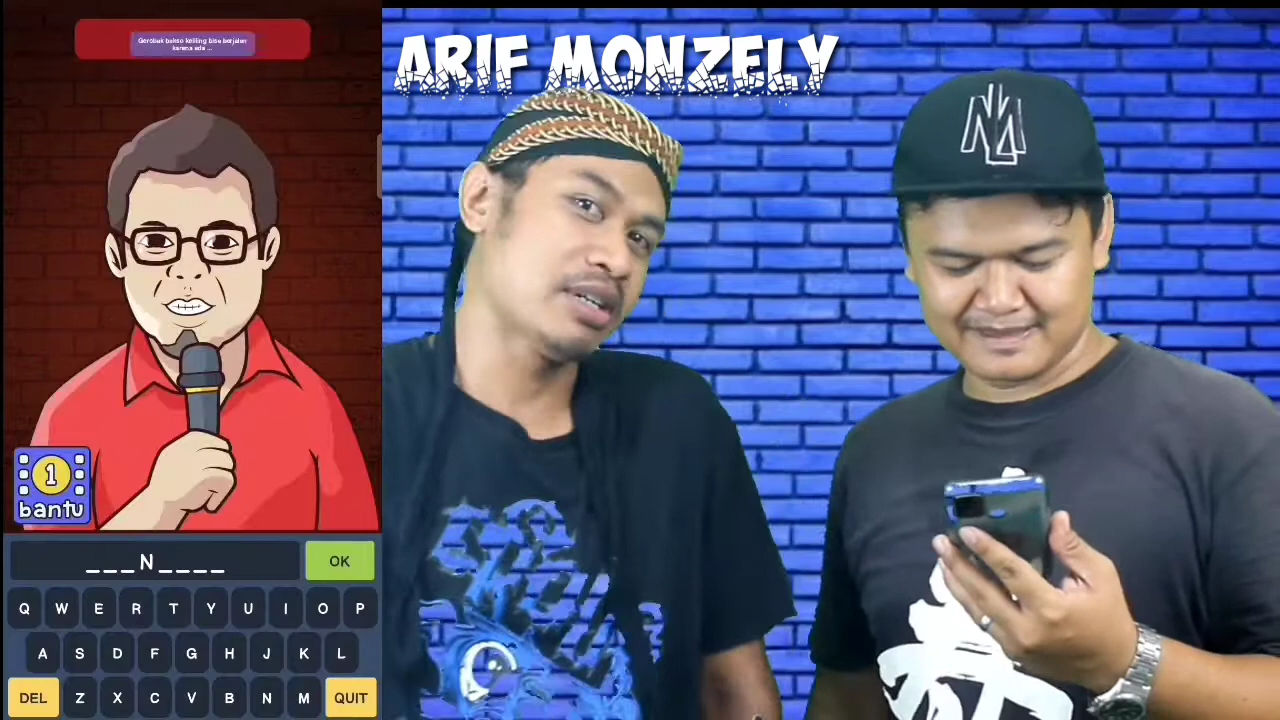 Gerobak bakso keliling bisa berjalan
karena ada ...
ARIF MONZELY
1
bantu
___N____
OK
Q W E R T Y U I O P
A S D F G H J K L
DEL Z X C V B N M QUIT